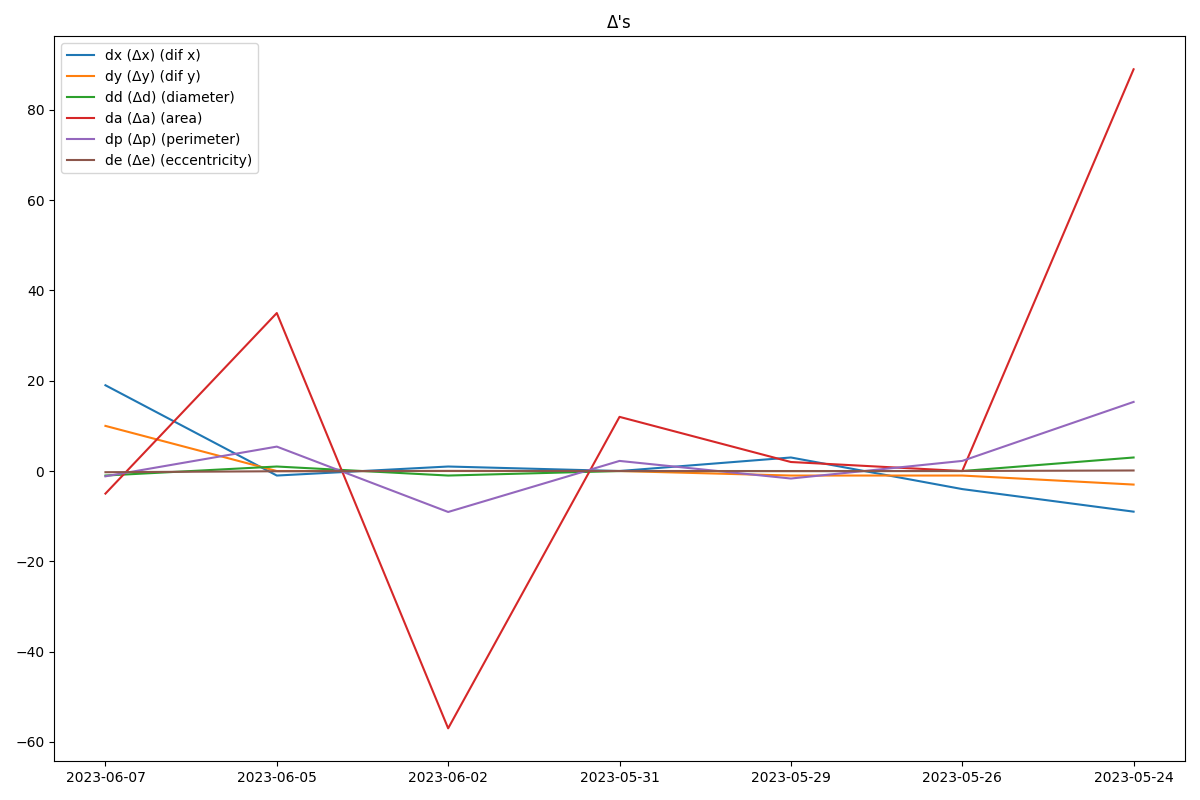 Δ's
dx (Δx) (dif x)
dy (Δy) (dif y)
dd (Δd) (diameter)
da (Δa) (area)
dp (Δp) (perimeter)
de (Δe) (eccentricity)
80
60
40
20
0
−20
−40
−60
2023-06-07 2023-06-05 2023-06-02 2023-05-31 2023-05-29 2023-05-26 2023-05-24